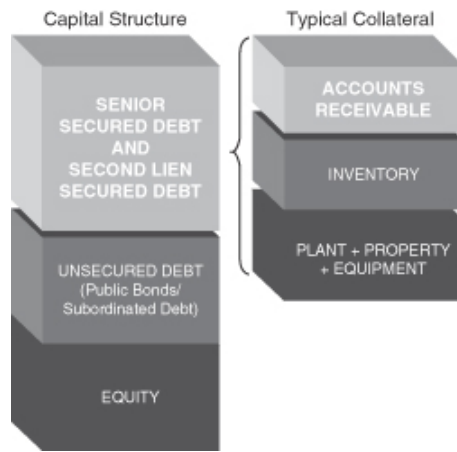 Capital Structure
SENIOR
SECURED DEBT
AND
SECOND LIEN
SECURED DEBT
UNSECURED DEBT
(Public Bonds/
Subordinated Debt)
EQUITY
Typical Collateral
ACCOUNTS
RECEIVABLE
INVENTORY
PLANT + PROPERTY
+ EQUIPMENT